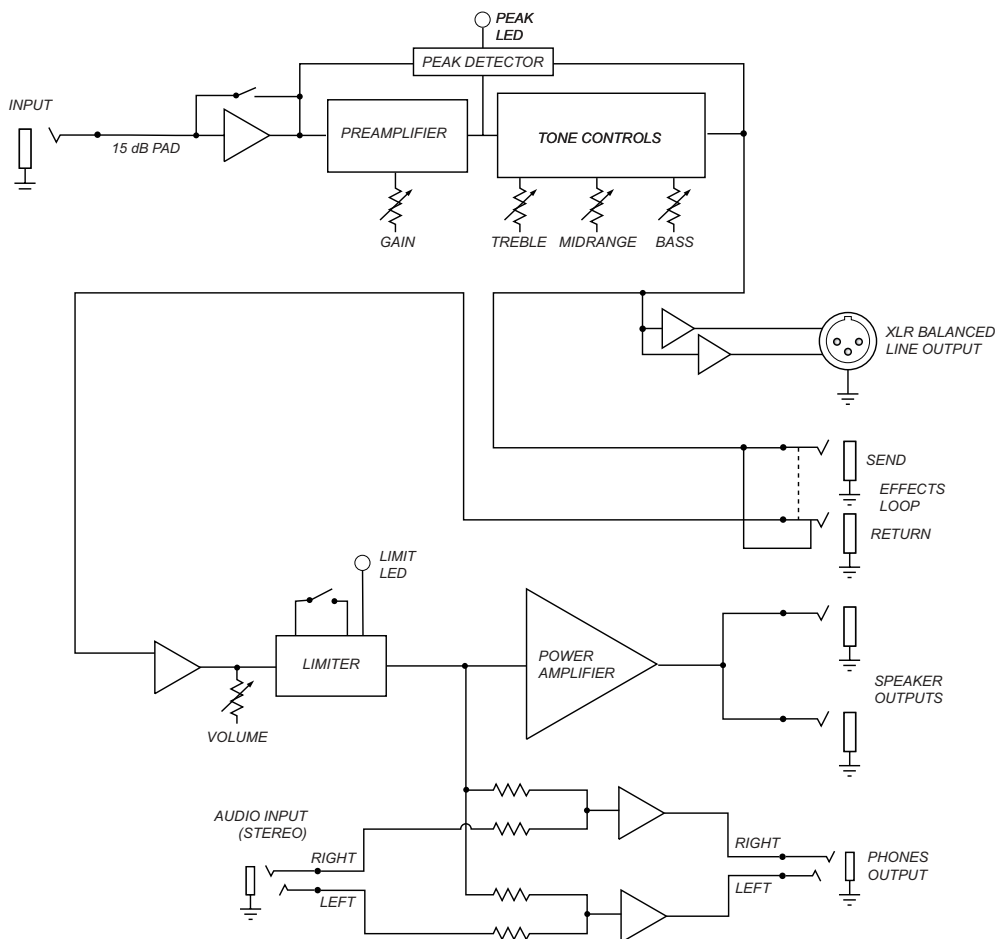 PEAK
LED
PEAK DETECTOR
INPUT
15 dB PAD
PREAMPLIFIER
TONE CONTROLS
GAIN
TREBLE
MIDRANGE
BASS
XLR BALANCED
LINE OUTPUT
SEND
EFFECTS
LOOP
RETURN
LIMIT
LED
LIMITER
POWER
AMPLIFIER
SPEAKER
OUTPUTS
VOLUME
AUDIO INPUT
(STEREO)
RIGHT
LEFT
RIGHT
LEFT
PHONES
OUTPUT